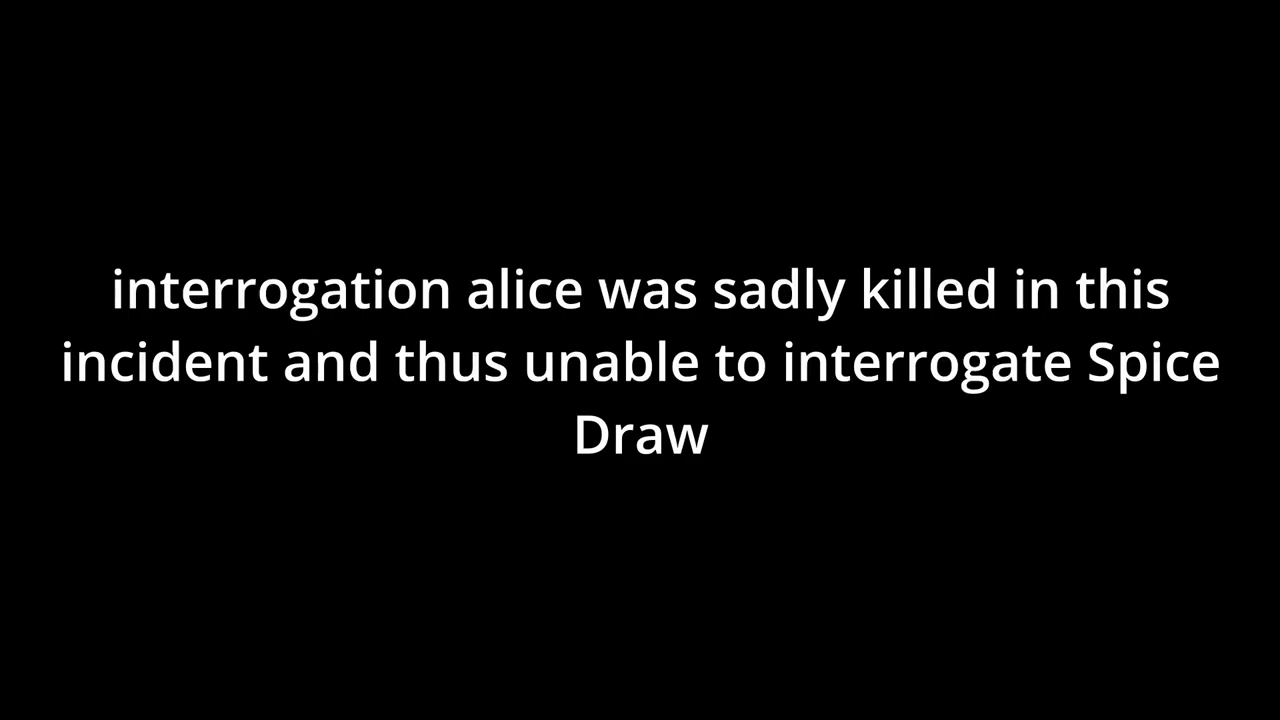 interrogation alice was sadly killed in this
incident and thus unable to interrogate Spice
Draw